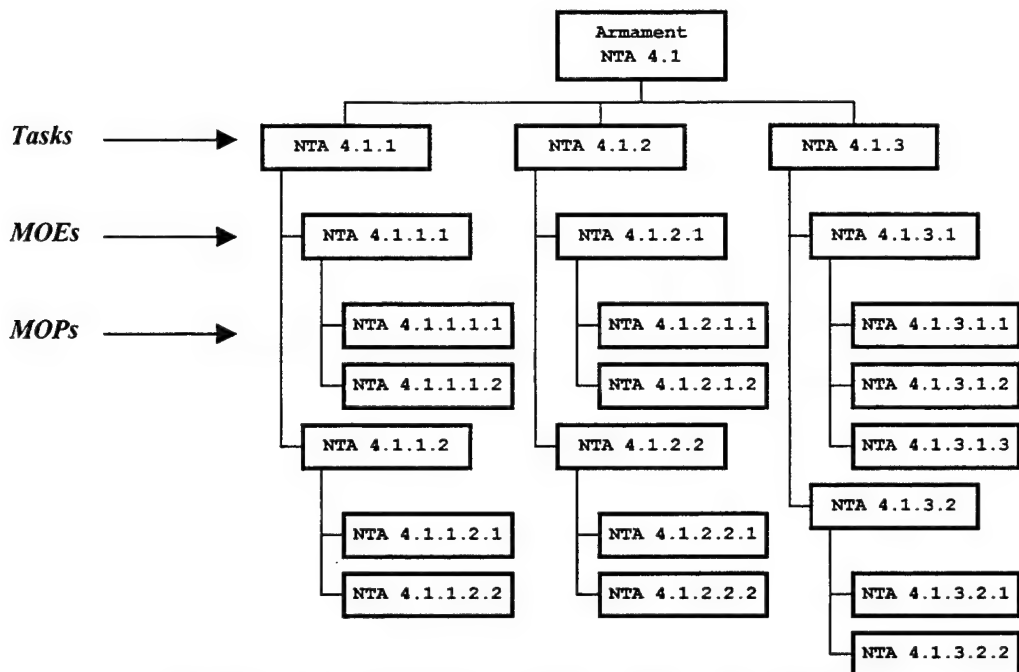 Armament
NTA 4.1
Tasks
NTA 4.1.1
NTA 4.1.2
NTA 4.1.3
MOEs
NTA 4.1.1.1
NTA 4.1.2.1
NTA 4.1.3.1
MOPs
NTA 4.1.1.1.1
NTA 4.1.2.1.1
NTA 4.1.3.1.1
NTA 4.1.1.1.2
NTA 4.1.2.1.2
NTA 4.1.3.1.2
NTA 4.1.1.2
NTA 4.1.2.2
NTA 4.1.3.1.3
NTA 4.1.3.2
NTA 4.1.1.2.1
NTA 4.1.2.2.1
NTA 4.1.1.2.2
NTA 4.1.2.2.2
NTA 4.1.3.2.1
NTA 4.1.3.2.2